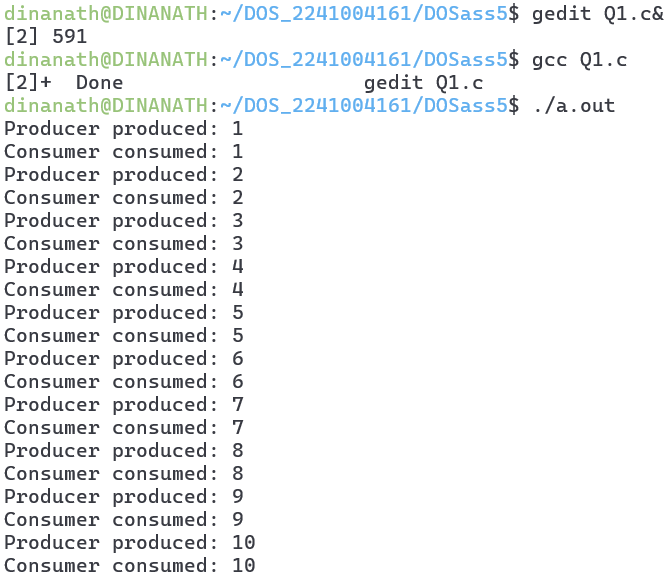 dinanath@DINANATH:~/DOS_2241004161/DOSass5$ gedit Q1.c&
[2] 591
dinanath@DINANATH:~/DOS_2241004161/DOSass5$ gcc Q1.c
[2]+  Done                    gedit Q1.c
dinanath@DINANATH:~/DOS_2241004161/DOSass5$ ./a.out
Producer produced: 1
Consumer consumed: 1
Producer produced: 2
Consumer consumed: 2
Producer produced: 3
Consumer consumed: 3
Producer produced: 4
Consumer consumed: 4
Producer produced: 5
Consumer consumed: 5
Producer produced: 6
Consumer consumed: 6
Producer produced: 7
Consumer consumed: 7
Producer produced: 8
Consumer consumed: 8
Producer produced: 9
Consumer consumed: 9
Producer produced: 10
Consumer consumed: 10